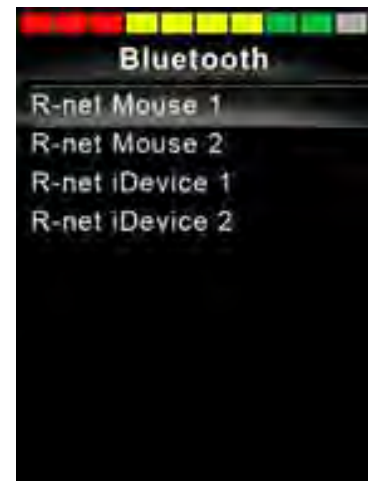 Bluetooth
R-net Mouse 1
R-net Mouse 2
R-net iDevice 1
R-net iDevice 2